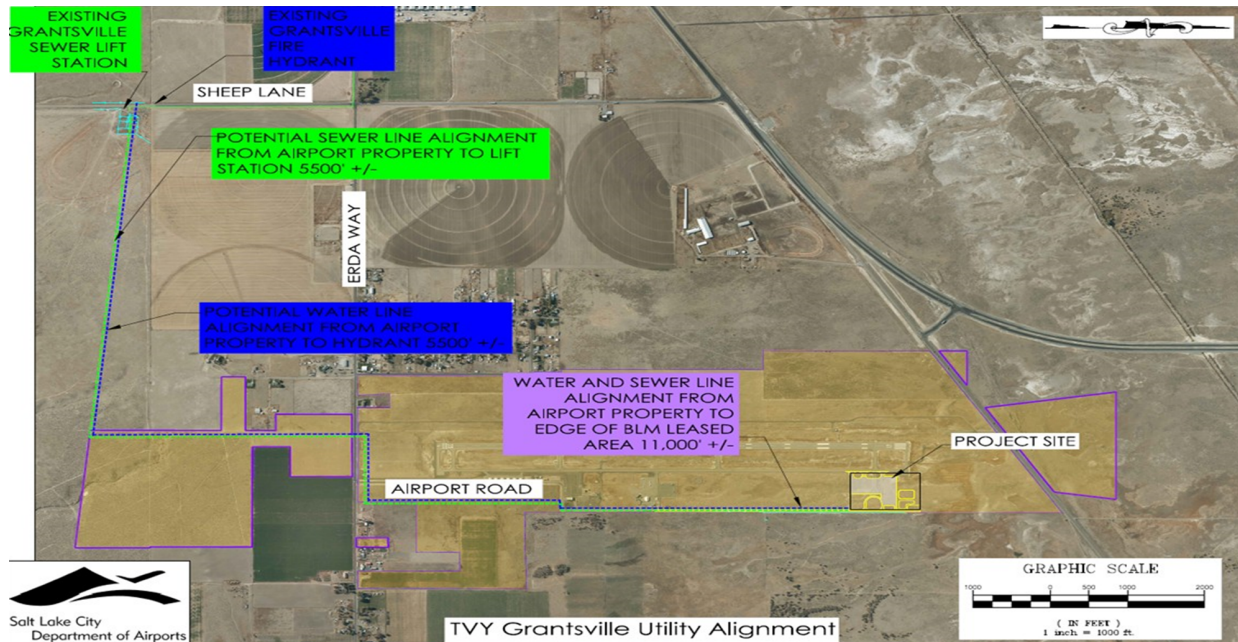 EXISTING
GRANTSVILLE
SEWER LIFT
STATION
EXISTING
GRANTSVILLE
FIRE
HYDRANT
SHEEP LANE
POTENTIAL SEWER LINE ALIGNMENT
FROM AIRPORT PROPERTY TO LIFT
STATION 5500' +/-
ERDA WAY
POTENTIAL WATER LINE
ALIGNMENT FROM AIRPORT
PROPERTY TO HYDRANT 5500' +/-
WATER AND SEWER LINE
ALIGNMENT FROM
AIRPORT PROPERTY TO
EDGE OF BLM LEASED
AREA 11,000' +/-
PROJECT SITE
AIRPORT ROAD
GRAPHIC SCALE
1000 0 500 1000 2000
( IN FEET )
1 inch = 1000 ft.
Salt Lake City
Department of Airports
TVY Grantsville Utility Alignment